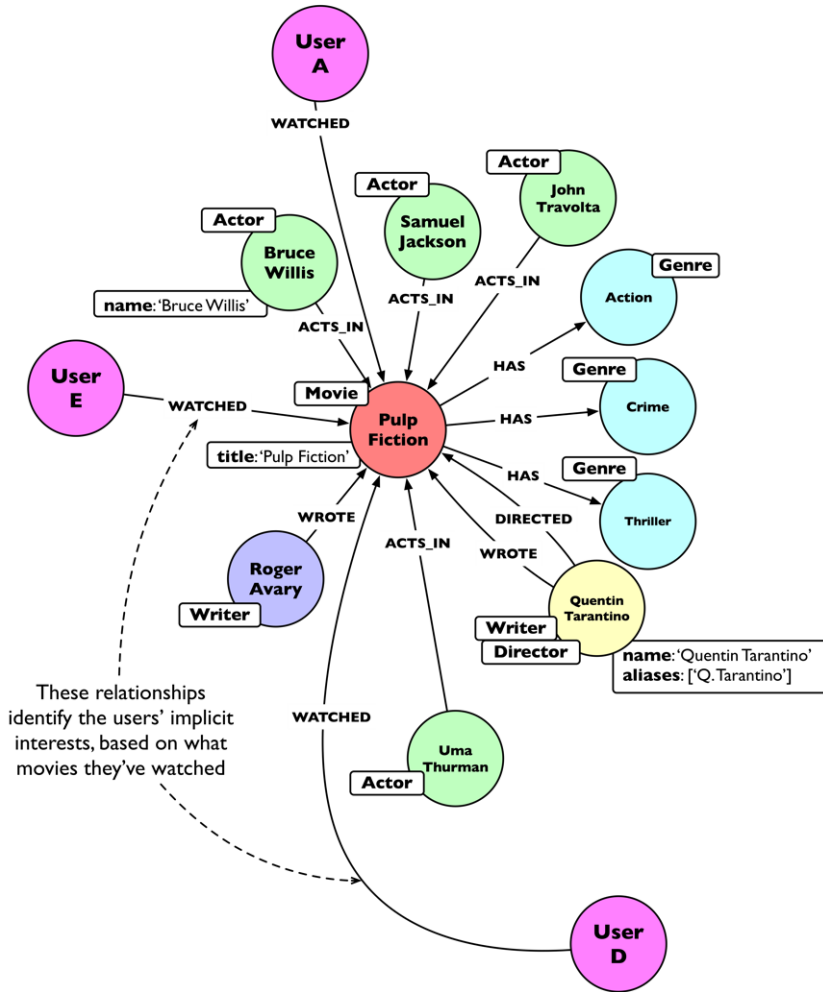 User
A
WATCHED
Actor
John
Travolta
Actor
Samuel
Jackson
Actor
Bruce
Willis
name: 'Bruce Willis'
Genre
Action
ACTS_IN
ACTS_IN
ACTS_IN
HAS
User
E
WATCHED
Movie
Pulp
Fiction
title: 'Pulp Fiction'
HAS
Genre
Crime
HAS
Genre
Thriller
WROTE
DIRECTED
ACTS_IN
WROTE
Roger
Avary
Writer
Quentin
Tarantino
Writer
Director
name: 'Quentin Tarantino'
aliases: ['Q. Tarantino']
These relationships
identify the users' implicit
interests, based on what
movies they've watched
WATCHED
Uma
Thurman
Actor
User
D